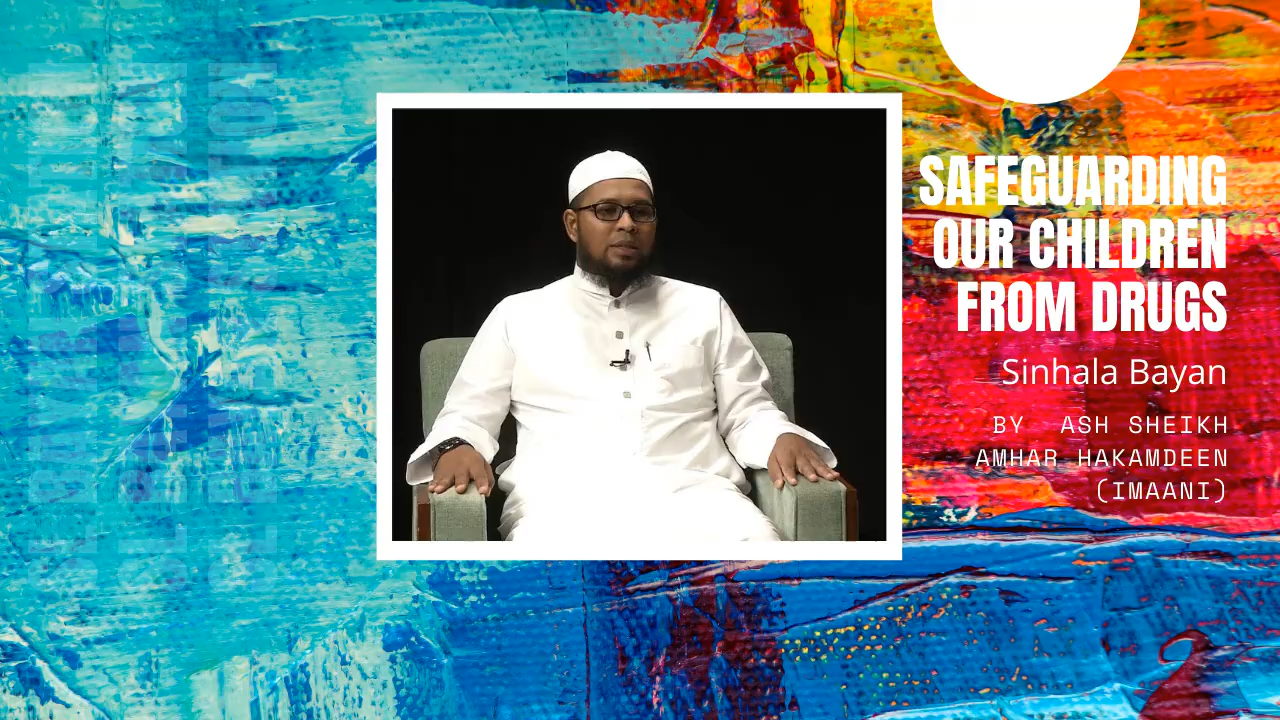 SAFEGUARDING
OUR CHILDREN
FROM DRUGS
Sinhala Bayan
BY ASH SHEIKH
AMHAR HAKAMDEEN
(IMAANI)